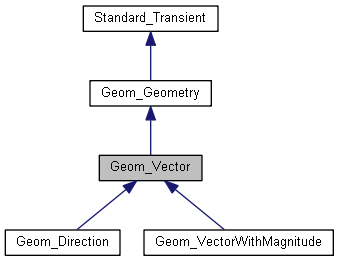 Standard_Transient
Geom_Geometry
Geom_Vector
Geom_Direction
Geom_VectorWithMagnitude